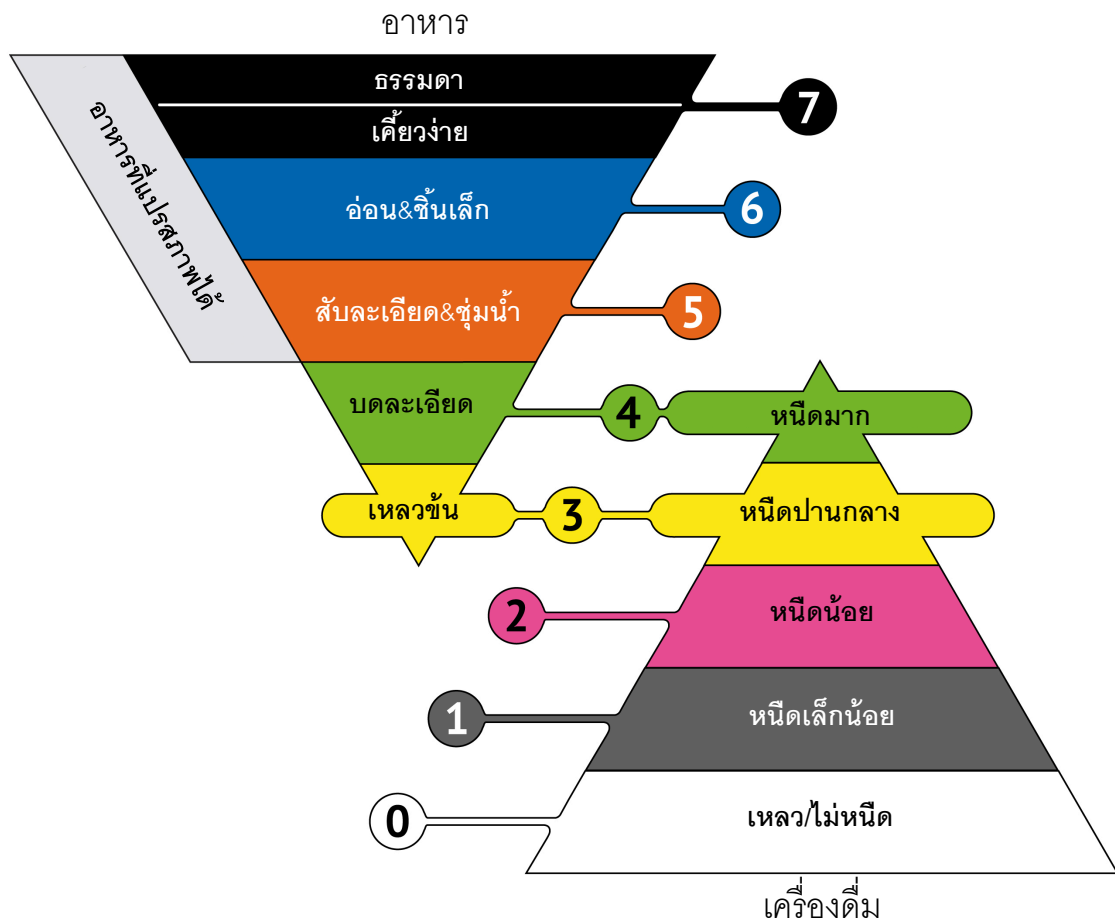 อาหาร
ธรรมดา
7
เคี้ยวง่าย
อาหารที่แปรสภาพได้
อ่อน&ชิ้นเล็ก
6
สับละเอียด&ชุ่มน้ำ
5
บดละเอียด
4
หนืดมาก
เหลวข้น
3
หนืดปานกลาง
2
หนืดน้อย
1
หนืดเล็กน้อย
0
เหลว/ไม่หนืด
เครื่องดื่ม